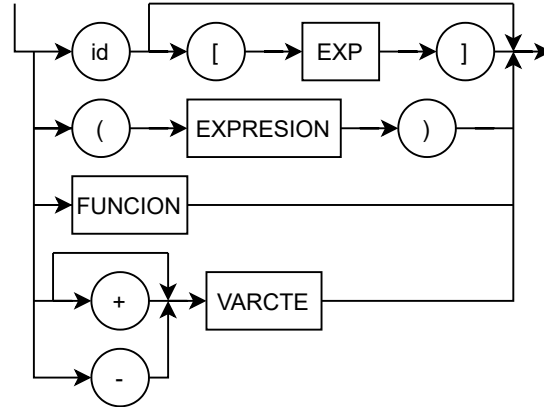 id [ EXP ]
( EXPRESION )
FUNCION
+ VARCTE
-